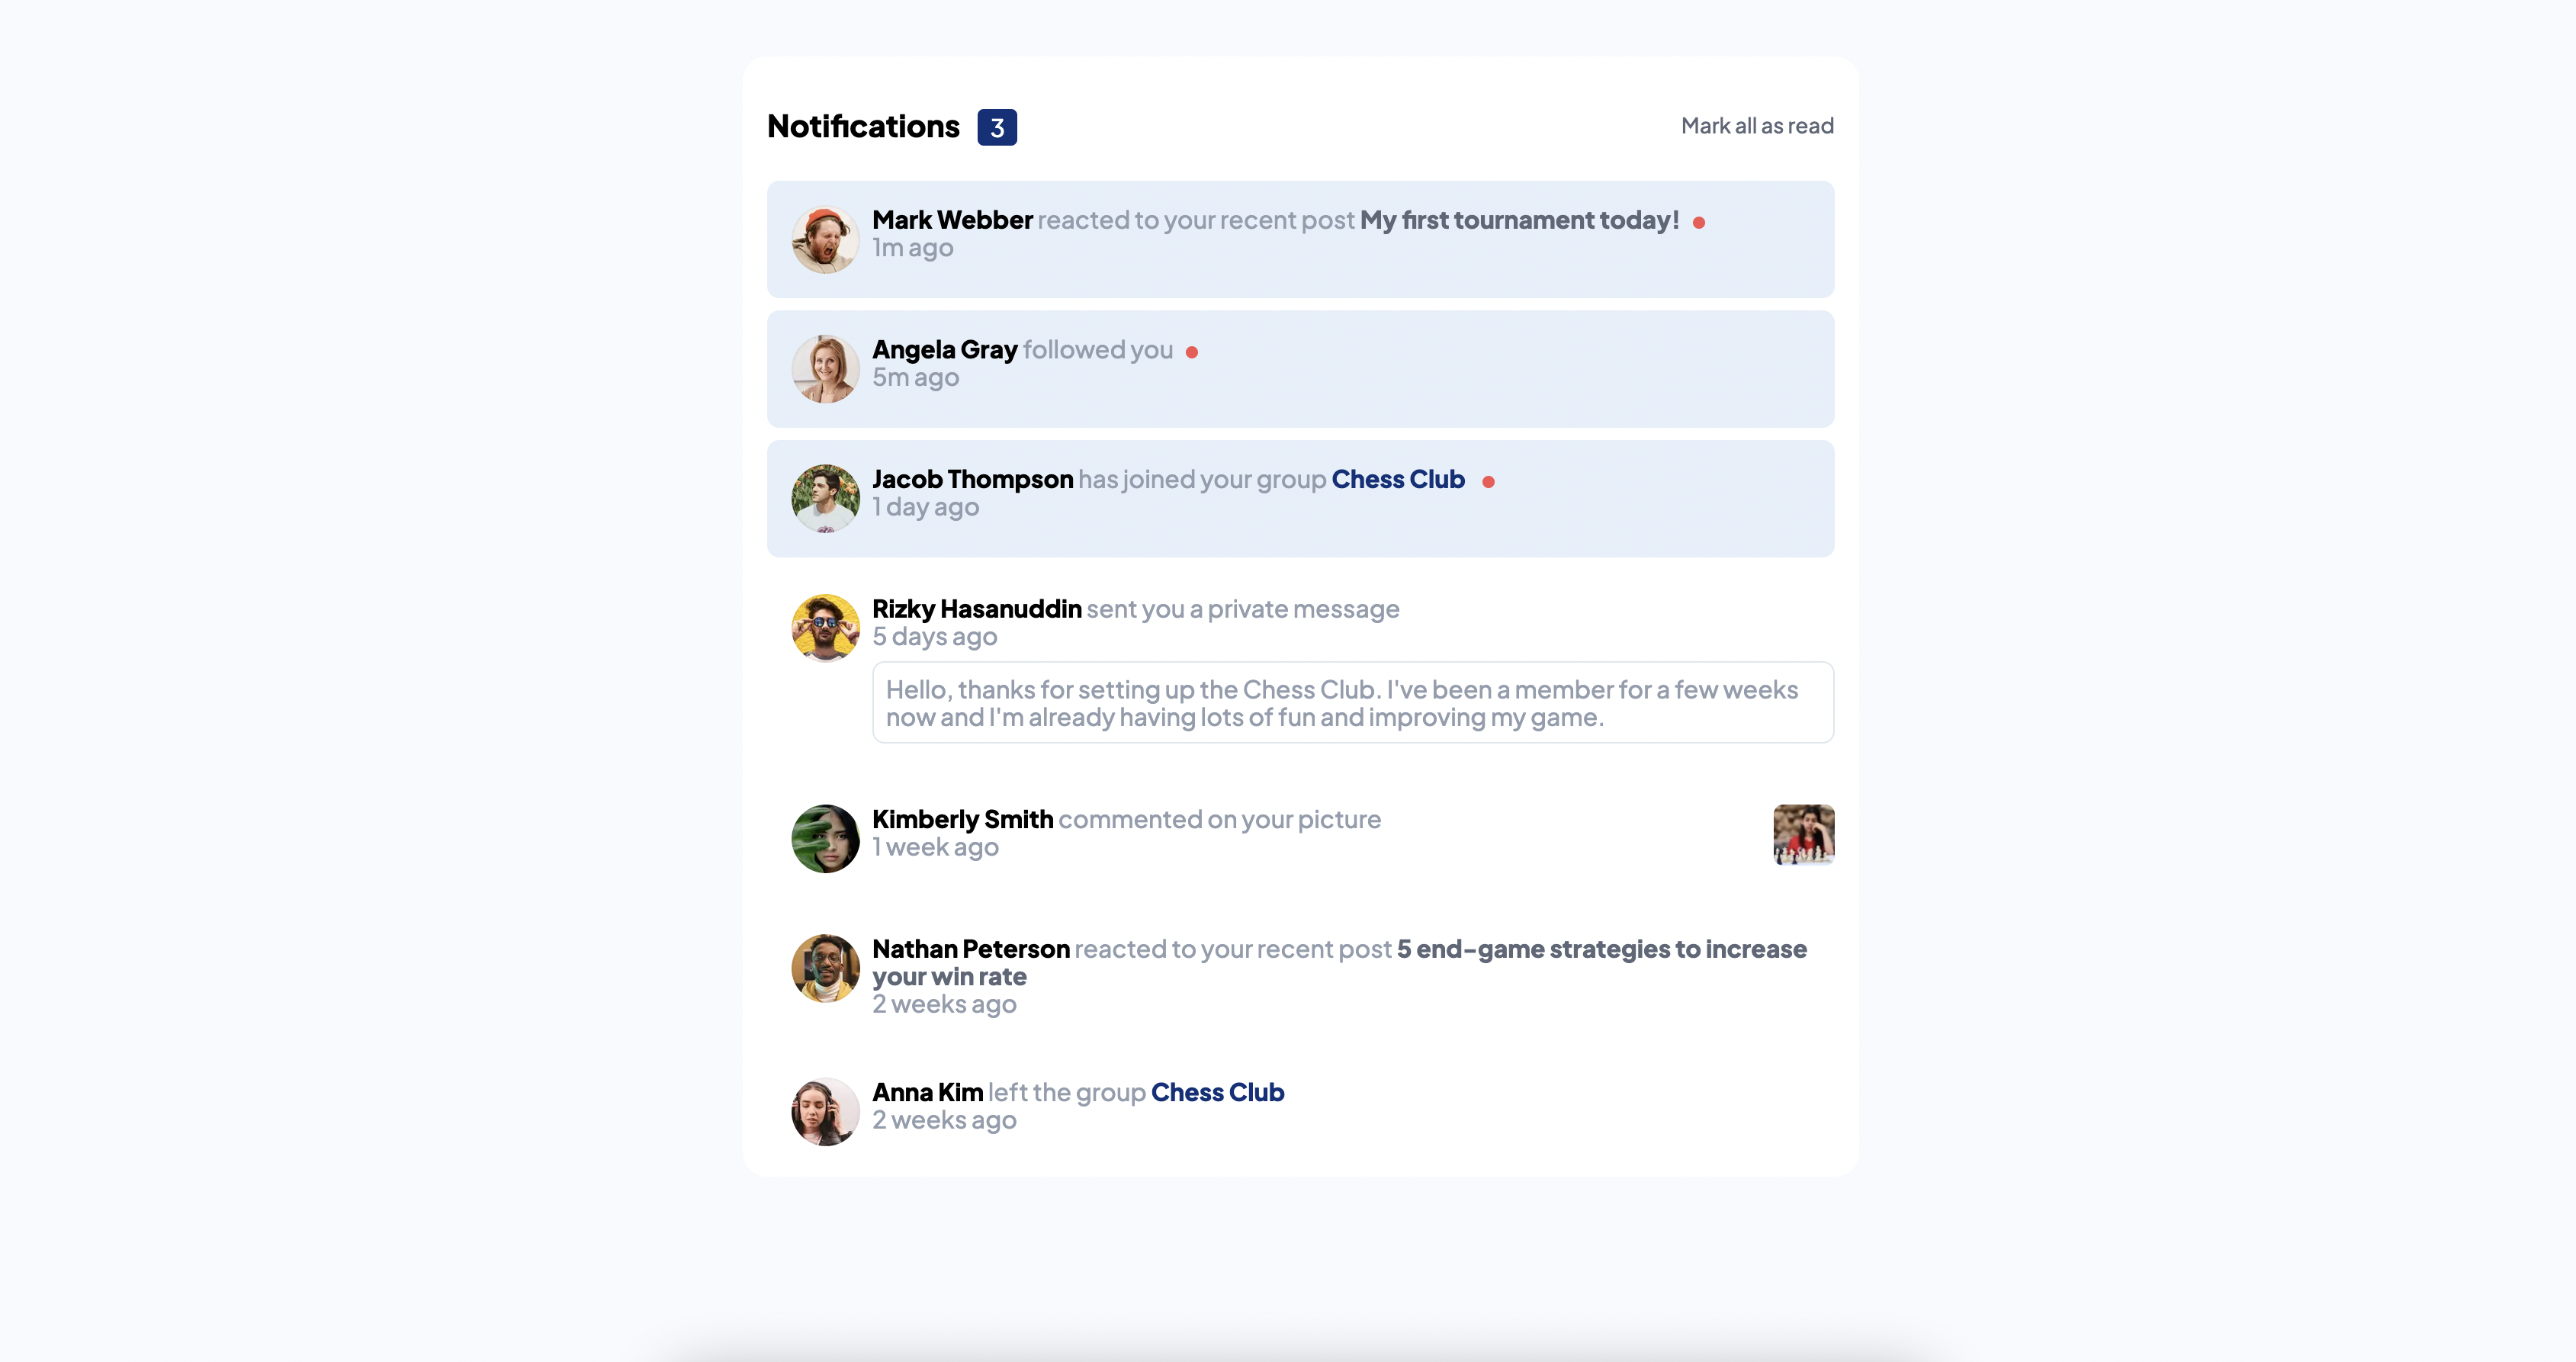 Notifications 3 Mark all as read
Mark Webber reacted to your recent post My first tournament today!
1m ago
Angela Gray followed you
5m ago
Jacob Thompson has joined your group Chess Club
1 day ago
Rizky Hasanuddin sent you a private message
5 days ago
Hello, thanks for setting up the Chess Club. I've been a member for a few weeks
now and I'm already having lots of fun and improving my game.
Kimberly Smith commented on your picture
1 week ago
Nathan Peterson reacted to your recent post 5 end-game strategies to increase
your win rate
2 weeks ago
Anna Kim left the group Chess Club
2 weeks ago